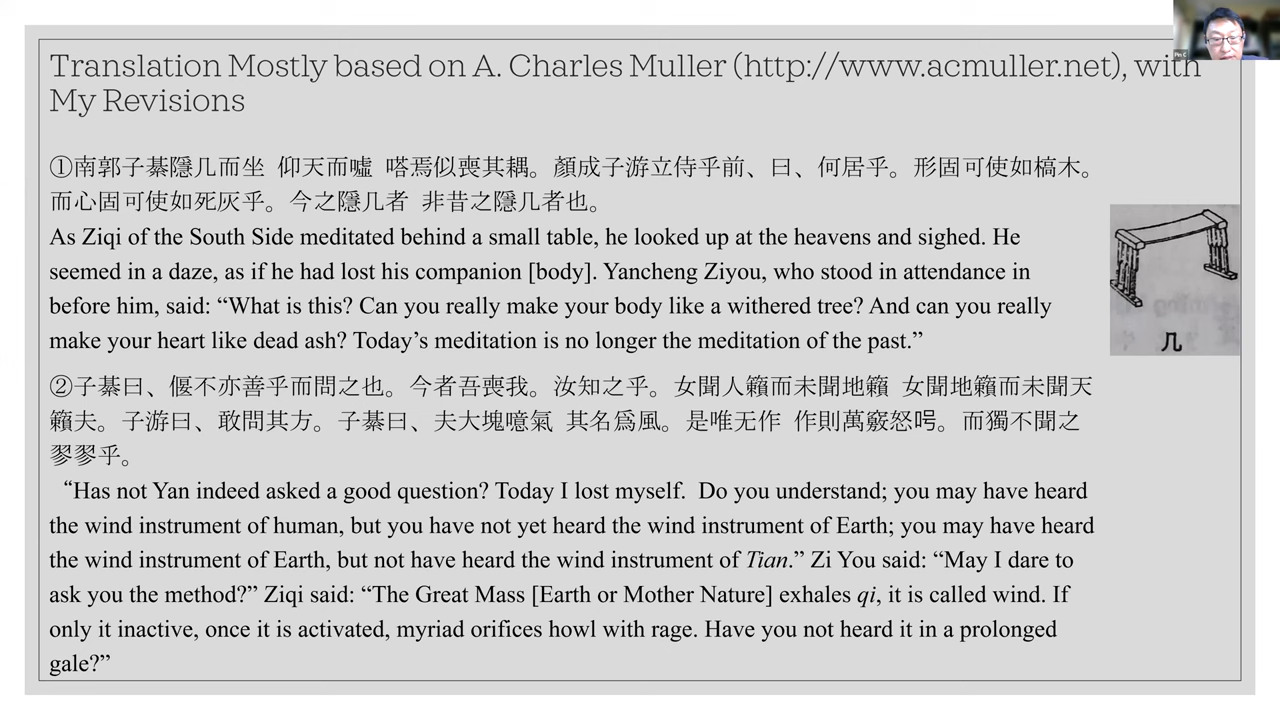 Translation Mostly based on A. Charles Muller (http://www.acmuller.net), with
My Revisions
①南郭子綦隱几而坐 仰天而噓 嗒焉似喪其耦。顏成子游立侍乎前、曰、何居乎。形固可使如槁木。
而心固可使如死灰乎。今之隱几者 非昔之隱几者也。
As Ziqi of the South Side meditated behind a small table, he looked up at the heavens and sighed. He
seemed in a daze, as if he had lost his companion [body]. Yancheng Ziyou, who stood in attendance in
before him, said: “What is this? Can you really make your body like a withered tree? And can you really
make your heart like dead ash? Today’s meditation is no longer the meditation of the past.”
几
②子綦曰、偃不亦善乎而問之也。今者吾喪我。汝知之乎。女聞人籟而未聞地籟 女聞地籟而未聞天
籟夫。子游曰、敢問其方。子綦曰、夫大塊噫氣 其名爲風。是唯无作 作則萬竅怒呺。而獨不聞之
翏翏乎。
“Has not Yan indeed asked a good question? Today I lost myself.  Do you understand; you may have heard
the wind instrument of human, but you have not yet heard the wind instrument of Earth; you may have heard
the wind instrument of Earth, but not have heard the wind instrument of Tian.” Zi You said: “May I dare to
ask you the method?” Ziqi said: “The Great Mass [Earth or Mother Nature] exhales qi, it is called wind. If
only it inactive, once it is activated, myriad orifices howl with rage. Have you not heard it in a prolonged
gale?”